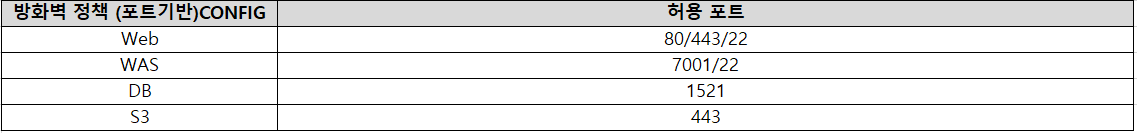 방화벽 정책 (포트기반)CONFIG 허용 포트
Web 80/443/22
WAS 7001/22
DB 1521
S3 443